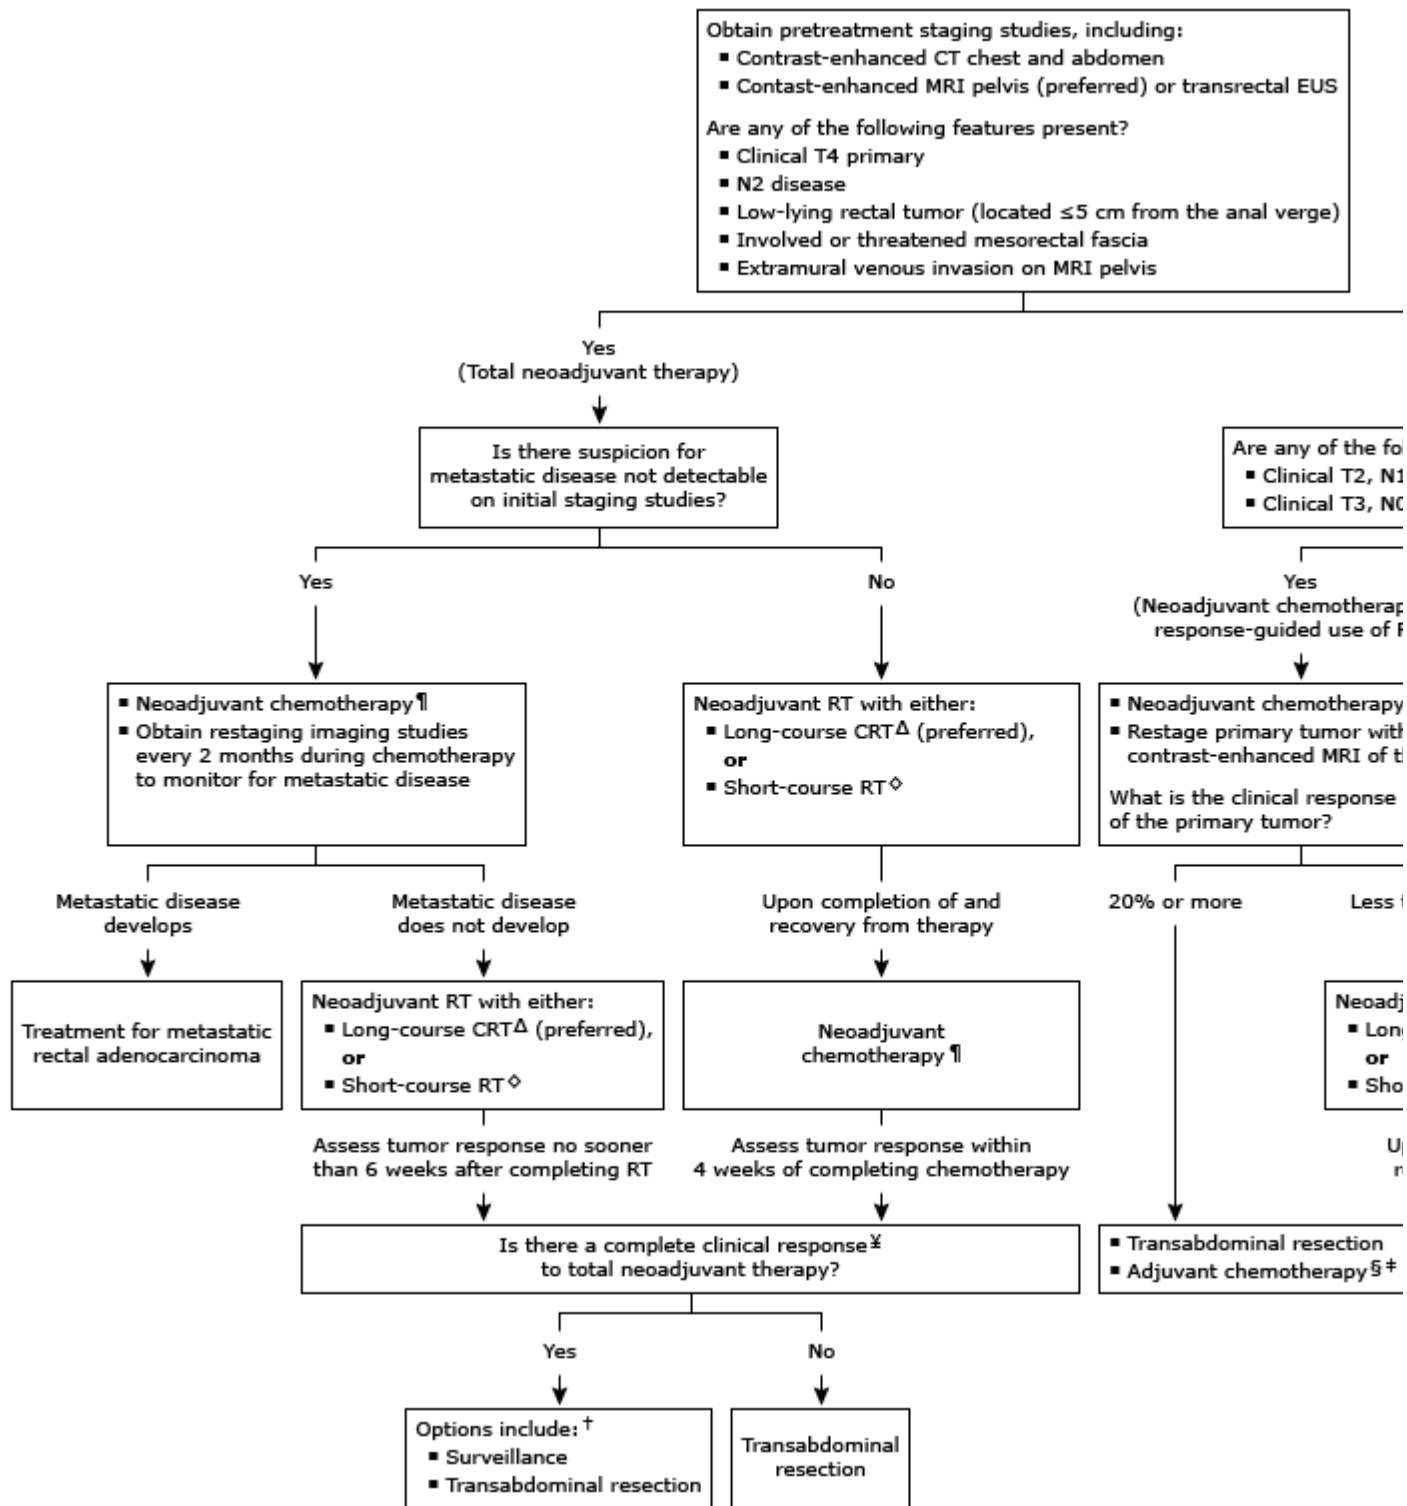 Obtain pretreatment staging studies, including:
▪ Contrast-enhanced CT chest and abdomen
▪ Contast-enhanced MRI pelvis (preferred) or transrectal EUS
Are any of the following features present?
▪ Clinical T4 primary
▪ N2 disease
▪ Low-lying rectal tumor (located ≤5 cm from the anal verge)
▪ Involved or threatened mesorectal fascia
▪ Extramural venous invasion on MRI pelvis
Yes
(Total neoadjuvant therapy)
Is there suspicion for
metastatic disease not detectable
on initial staging studies?
Are any of the
▪ Clinical T2, N1
▪ Clinical T3,
Yes
No
Yes
(Neoadjuvant
response-guided use of
▪ Neoadjuvant chemotherapy¶
▪ Obtain restaging imaging studies
every 2 months during chemotherapy
to monitor for metastatic disease
Neoadjuvant RT with either:
▪ Long-course CRTΔ (preferred),
or
▪ Short-course RT◇
▪ Neoadjuvant chemotherapy
▪ Restage primary tumor
contrast-enhanced MRI of
What is the clinical response
of the primary tumor?
Metastatic disease
develops
Metastatic disease
does not develop
Upon completion of and
recovery from therapy
20% or more
Less
Treatment for metastatic
rectal adenocarcinoma
Neoadjuvant RT with either:
▪ Long-course CRTΔ (preferred),
or
▪ Short-course RT◇
Neoadjuvant
chemotherapy¶
or
Assess tumor response no sooner
than 6 weeks after completing RT
Assess tumor response within
4 weeks of completing chemotherapy
Is there a complete clinical response¥
to total neoadjuvant therapy?
▪ Transabdominal resection
▪ Adjuvant chemotherapy§‡
Yes
No
Options include:†
▪ Surveillance
▪ Transabdominal resection
Transabdominal
resection